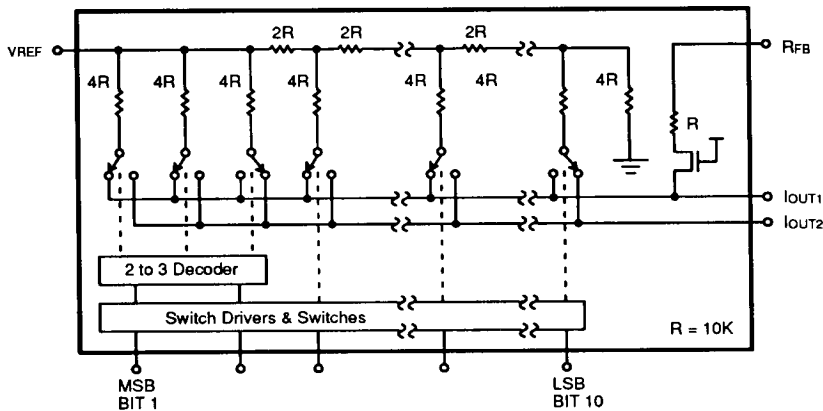 2R 2R 2R
VREF
RFB
4R 4R 4R 4R 4R 4R 4R
R
IOUT1
IOUT2
2 to 3 Decoder
Switch Drivers & Switches
R = 10K
MSB
BIT 1
LSB
BIT 10